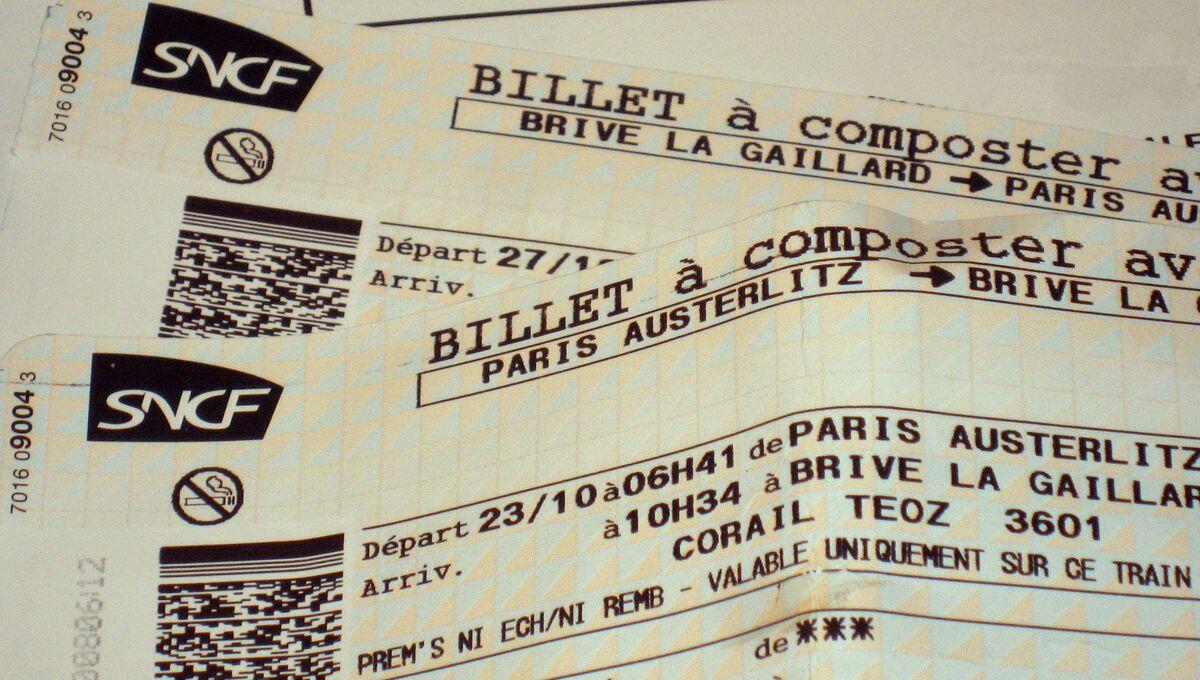 7016 09004 3
SNCF
BILLET à composter
BRIVE LA GAILLARD → PARIS
Départ 27/1
Arriv.
7016 09004 3
SNCF
BILLET à composter av
PARIS AUSTERLITZ → BRIVE LA
Départ 23/10 à 06H41 de PARIS AUSTERLITZ
Arriv. à 10H34 à BRIVE LA GAILLAR
CORAIL TEOZ 3601
PREM'S NI ECH/NI REMB - VALABLE UNIQUEMENT SUR CE TRAIN
de ***
00806:12